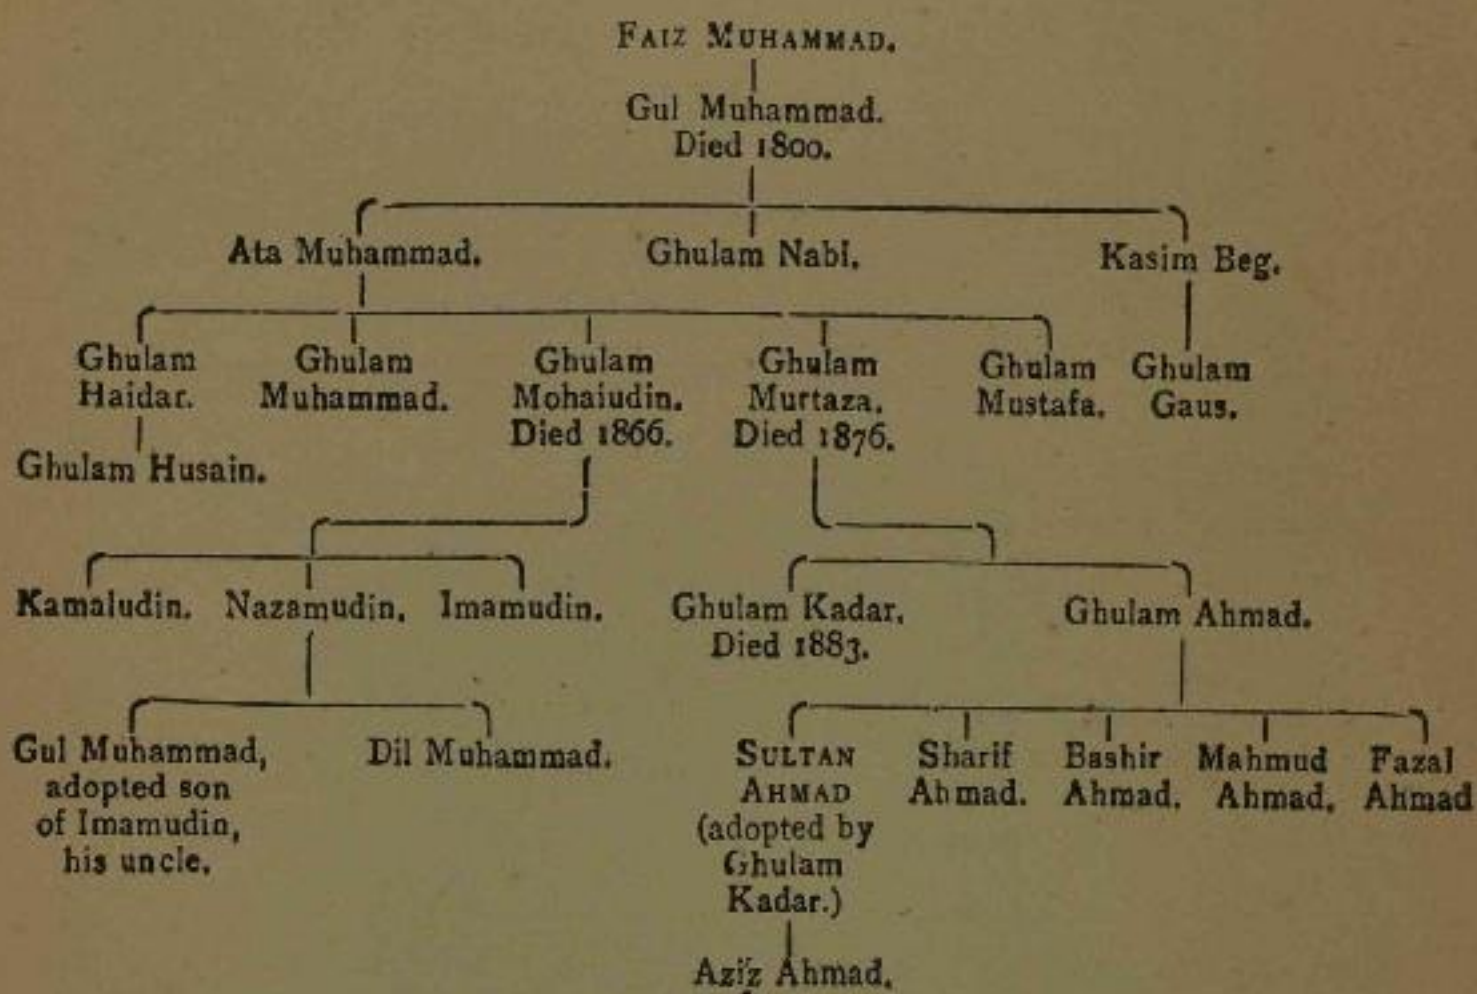 FAIZ MUHAMMAD.
Gul Muhammad.
Died 1800.
Ata Muhammad.
Ghulam Nabi.
Kasim Beg.
Ghulam
Haidar.
Ghulam
Muhammad.
Ghulam
Mohaiudin.
Died 1866.
Ghulam
Murtaza.
Died 1876.
Ghulam
Mustafa.
Ghulam
Gaus.
Ghulam Husain.
Kamaludin.
Nazamudin.
Imamudin.
Ghulam Kadar.
Died 1883.
Ghulam Ahmad.
Gul Muhammad,
adopted son
of Imamudin,
his uncle.
Dil Muhammad.
SULTAN
AHMAD
(adopted by
Ghulam
Kadar.)
Sharif
Ahmad.
Bashir
Ahmad.
Mahmud
Ahmad.
Fazal
Ahmad
Aziz Ahmad.